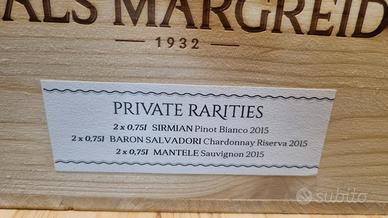 ALS MARGREID
1932
PRIVATE RARITIES
2 x 0,75l SIRMIAN Pinot Bianco 2015
2 x 0,75l BARON SALVADORI Chardonnay Riserva 2015
2 x 0,75l MANTELE Sauvignon 2015
subito